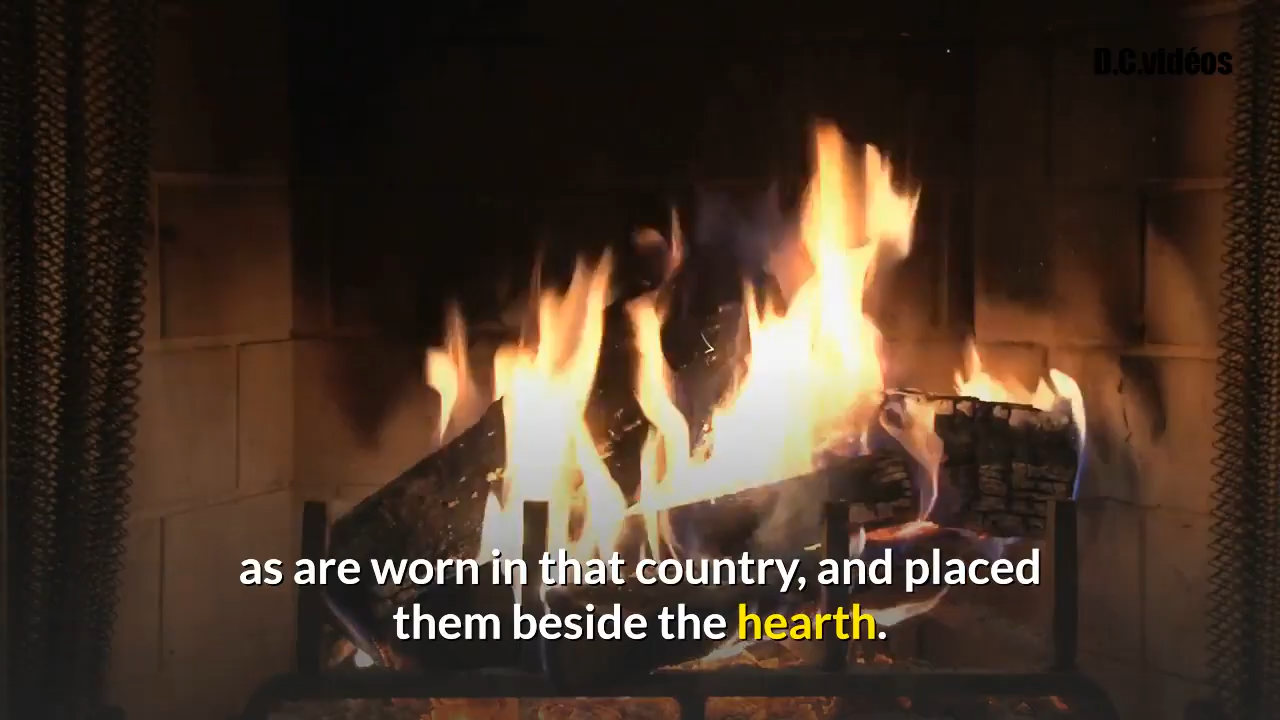 D.C.vidéos
as are worn in that country, and placed
them beside the hearth.